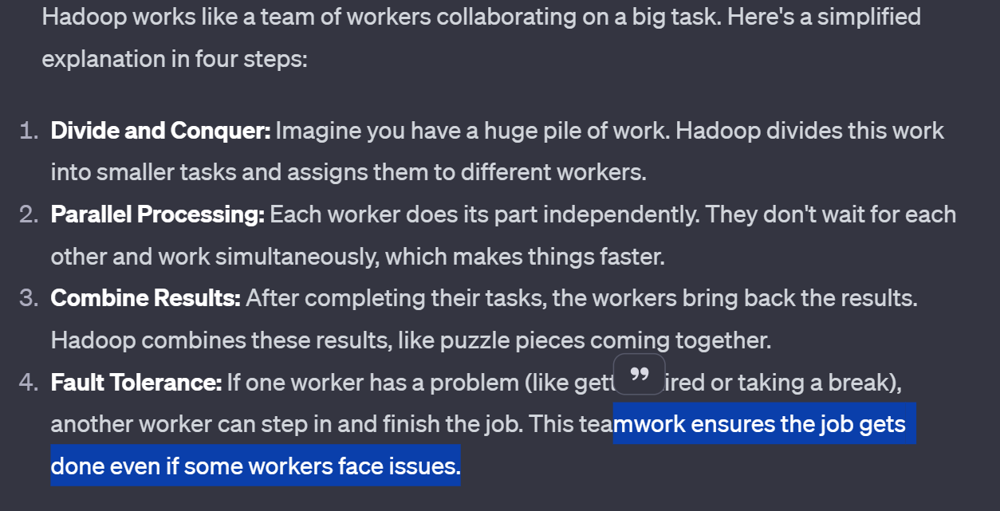 Hadoop works like a team of workers collaborating on a big task. Here's a simplified
explanation in four steps:
1. Divide and Conquer: Imagine you have a huge pile of work. Hadoop divides this work
into smaller tasks and assigns them to different workers.
2. Parallel Processing: Each worker does its part independently. They don't wait for each
other and work simultaneously, which makes things faster.
3. Combine Results: After completing their tasks, the workers bring back the results.
Hadoop combines these results, like puzzle pieces coming together.
4. Fault Tolerance: If one worker has a problem (like or taking a break),
another worker can step in and finish the job. This teamwork ensures the job gets
done even if some workers face issues.